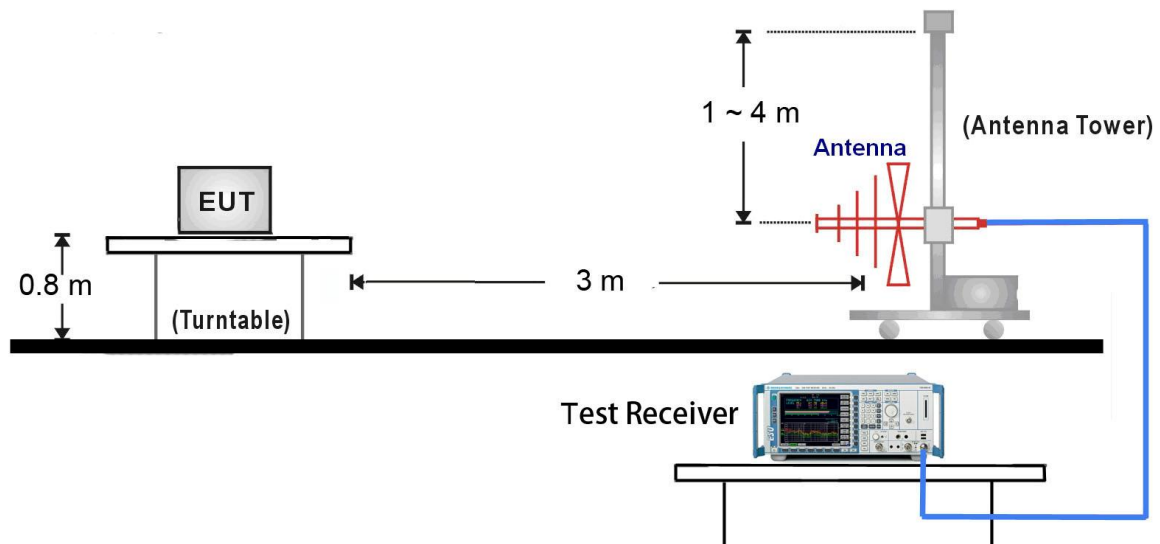 1 ~ 4 m
(Antenna Tower)
Antenna
EUT
0.8 m
3 m
(Turntable)
Test Receiver